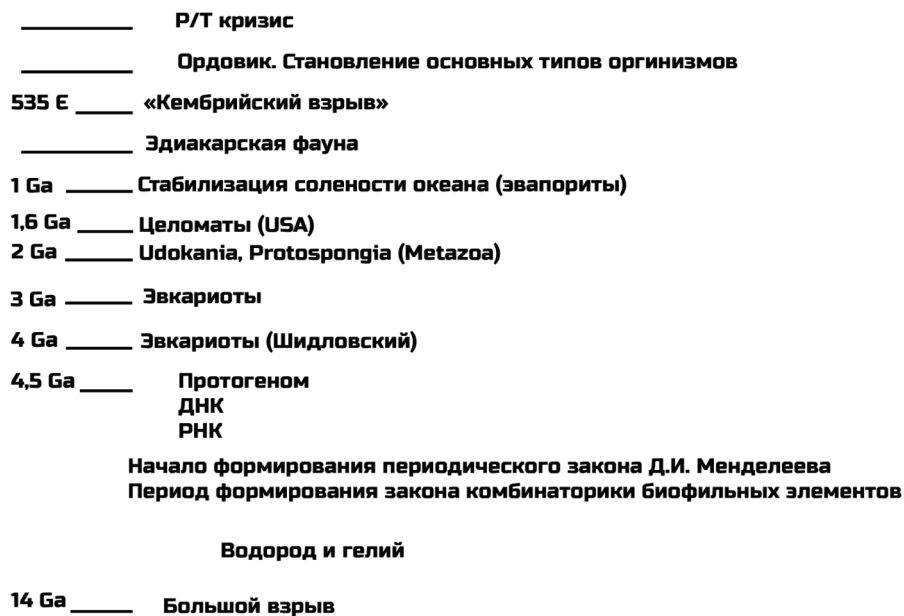 Р/Т кризис
Ордовик. Становление основных типов оргинизмов
535 Е «Кембрийский взрыв»
Эдиакарская фауна
1 Ga Стабилизация солености океана (эвапориты)
1,6 Ga Целоматы (USA)
2 Ga Udokania, Protospongia (Metazoa)
3 Ga Эвкариоты
4 Ga Эвкариоты (Шидловский)
4,5 Ga Протогеном
ДНК
РНК
Начало формирования периодического закона Д.И. Менделеева
Период формирования закона комбинаторики биофильных элементов
Водород и гелий
14 Ga Большой взрыв